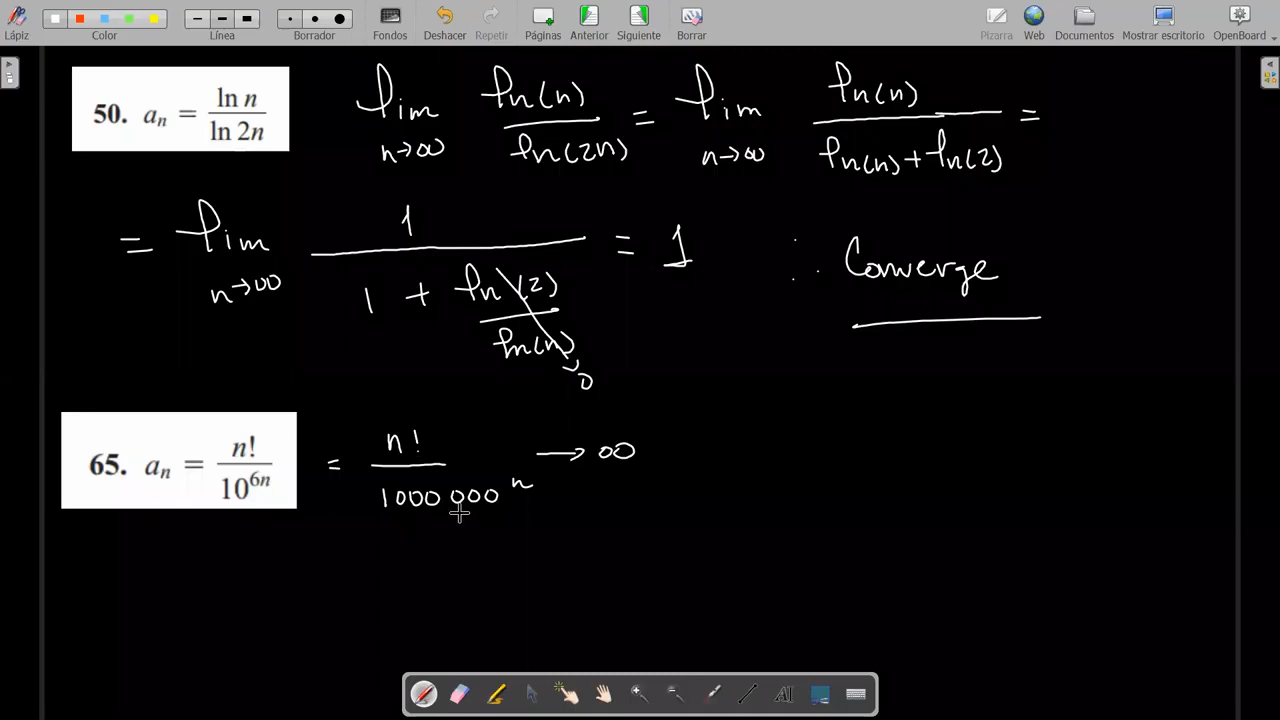 Lápiz Color Línea Borrador Fondos Deshacer Repetir Páginas Anterior Siguiente Borrar Pizarra Web Documentos Mostrar escritorio OpenBoard
50. aₙ = ln n / ln 2n
lim n→∞ ln(n) / ln(2n) = lim n→∞ ln(n) / ln(n) + ln(2) =
= lim n→∞ 1 / 1 + ln(2) / ln(n) → 0 = 1 ∴ Converge
65. aₙ = n! / 10⁶ⁿ = n! / 1000 000ⁿ → ∞